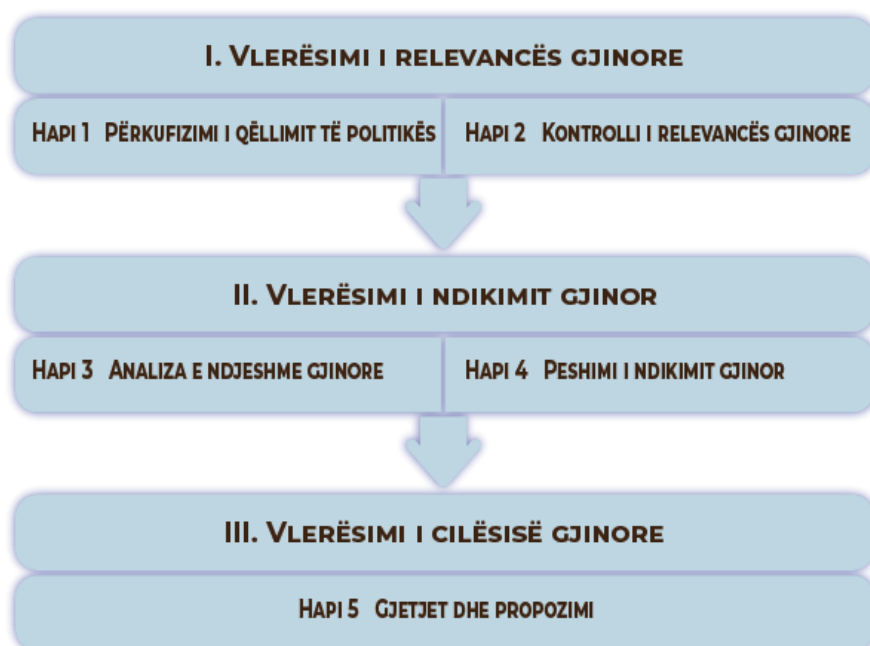 I. Vlerësimi i relevancës gjinore
Hapi 1 Përkufizimi i qëllimit të politikës
Hapi 2 Kontrolli i relevancës gjinore
II. Vlerësimi i ndikimit gjinor
Hapi 3 Analiza e ndjeshme gjinore
Hapi 4 Peshimi i ndikimit gjinor
III. Vlerësimi i cilësisë gjinore
Hapi 5 Gjetjet dhe propozimi